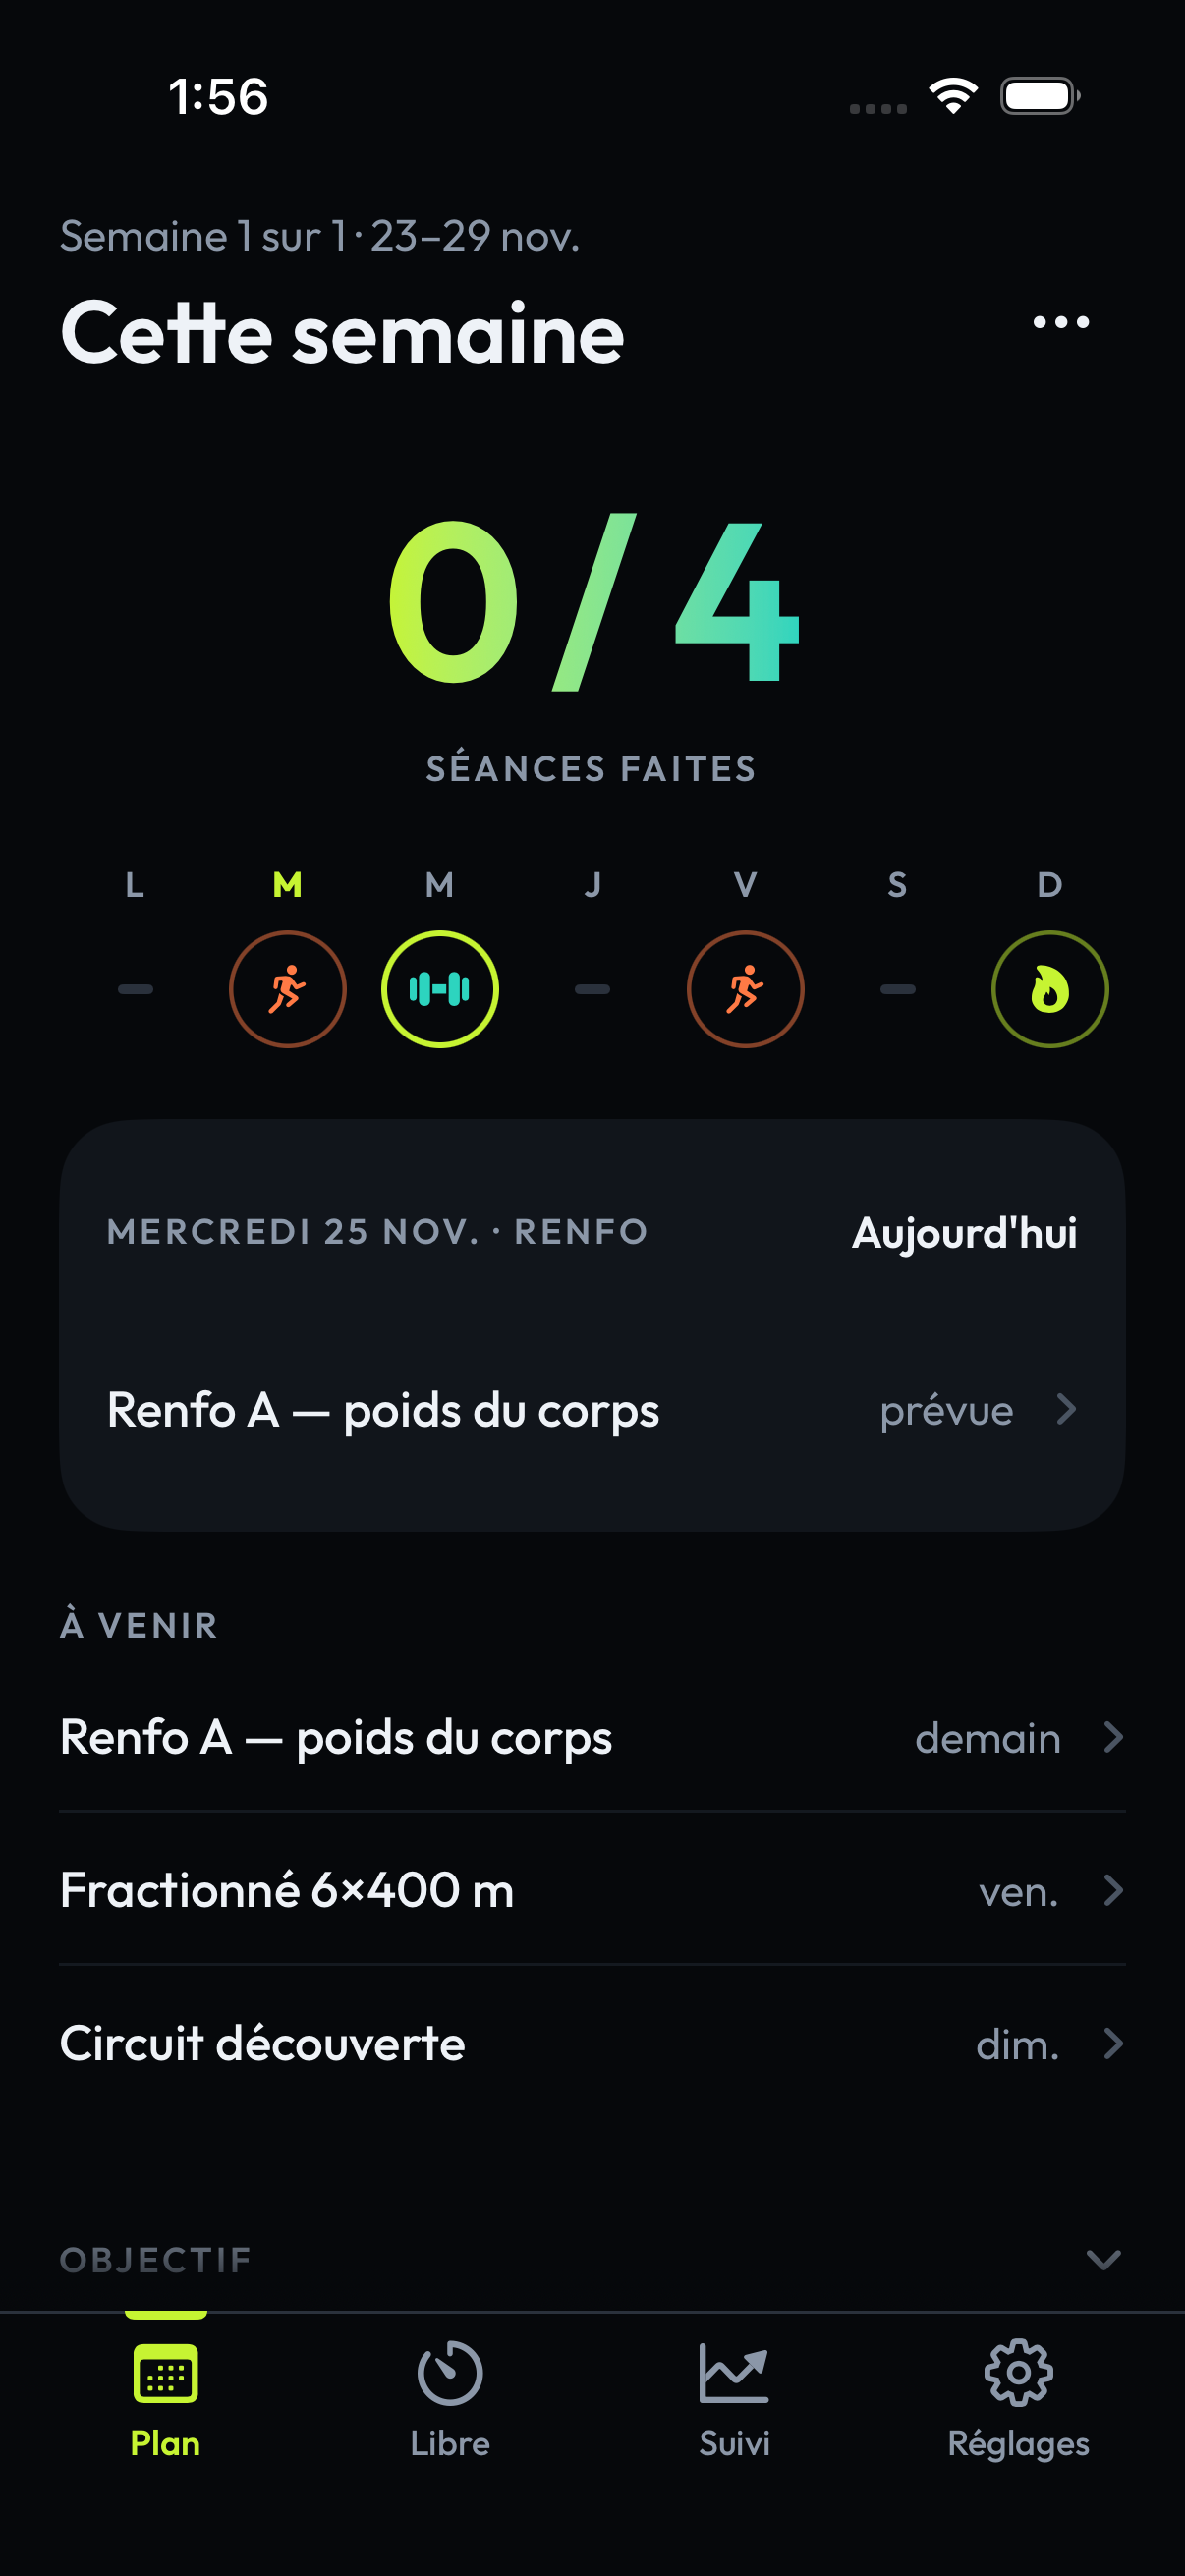 1:56
Semaine 1 sur 1 · 23–29 nov.
Cette semaine
0/4
SÉANCES FAITES
L M M J V S D
MERCREDI 25 NOV. · RENFO Aujourd'hui
Renfo A — poids du corps prévue
À VENIR
Renfo A — poids du corps demain
Fractionné 6×400 m ven.
Circuit découverte dim.
OBJECTIF
Plan Libre Suivi Réglages